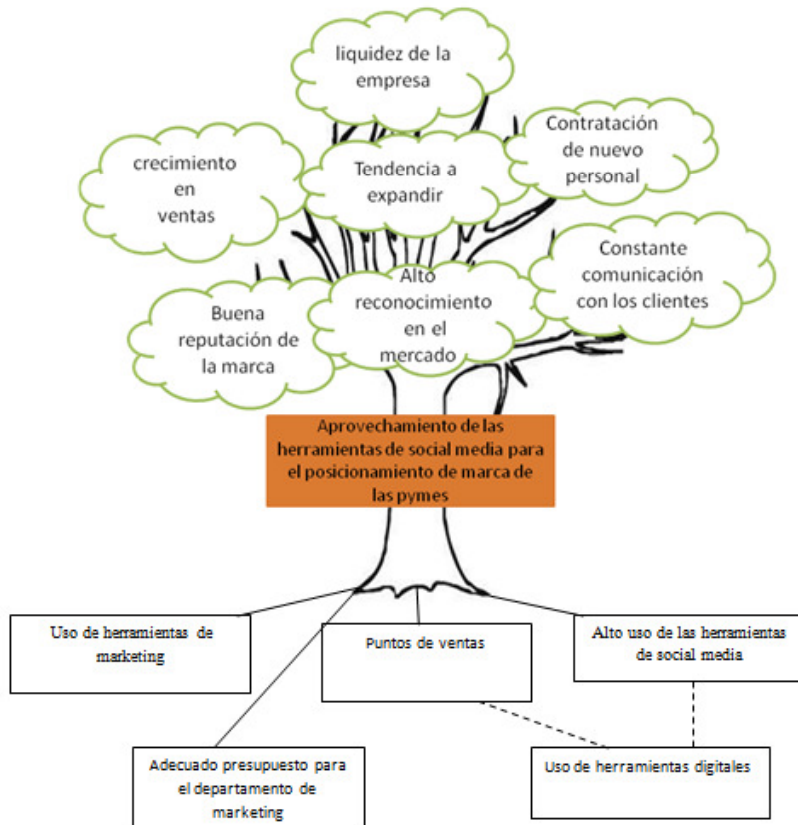 liquidez de la
empresa
Contratación
de nuevo
personal
crecimiento
en
ventas
Tendencia a
expandir
Constante
comunicación
con los clientes
Buena
reputación de
la marca
Alto
reconocimiento
en el
mercado
Aprovechamiento de las
herramientas de social media para
el posicionamiento de marca de
las pymes
Uso de herramientas de
marketing
Puntos de ventas
Alto uso de las herramientas
de social media
Adecuado presupuesto para
el departamento de
marketing
Uso de herramientas digitales